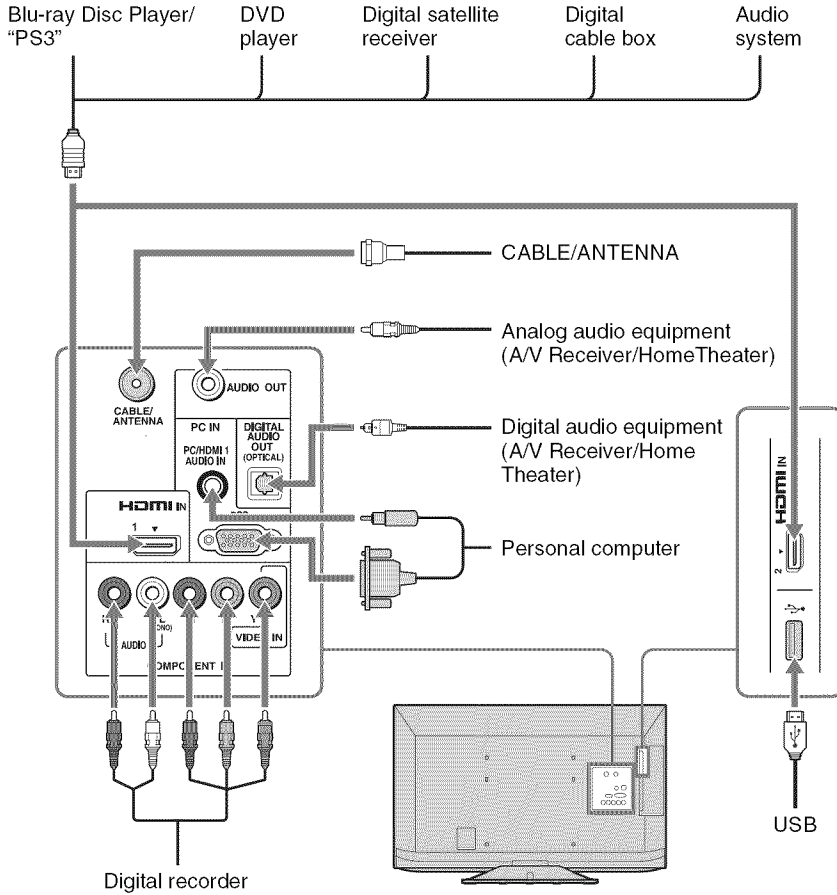 Blu-ray Disc Player/
“PS3”
DVD
player
Digital satellite
receiver
Digital
cable box
Audio
system
CABLE/ANTENNA
Analog audio equipment
(A/V Receiver/HomeTheater)
Digital audio equipment
(A/V Receiver/Home
Theater)
Personal computer
CABLE/
ANTENNA
AUDIO OUT
PC IN
PC/HDMI 1
AUDIO IN
DIGITAL
AUDIO
OUT
(OPTICAL)
HDMI IN
1
L
Y
AUDIO
VIDEO IN
HDMI IN
2
USB
Digital recorder